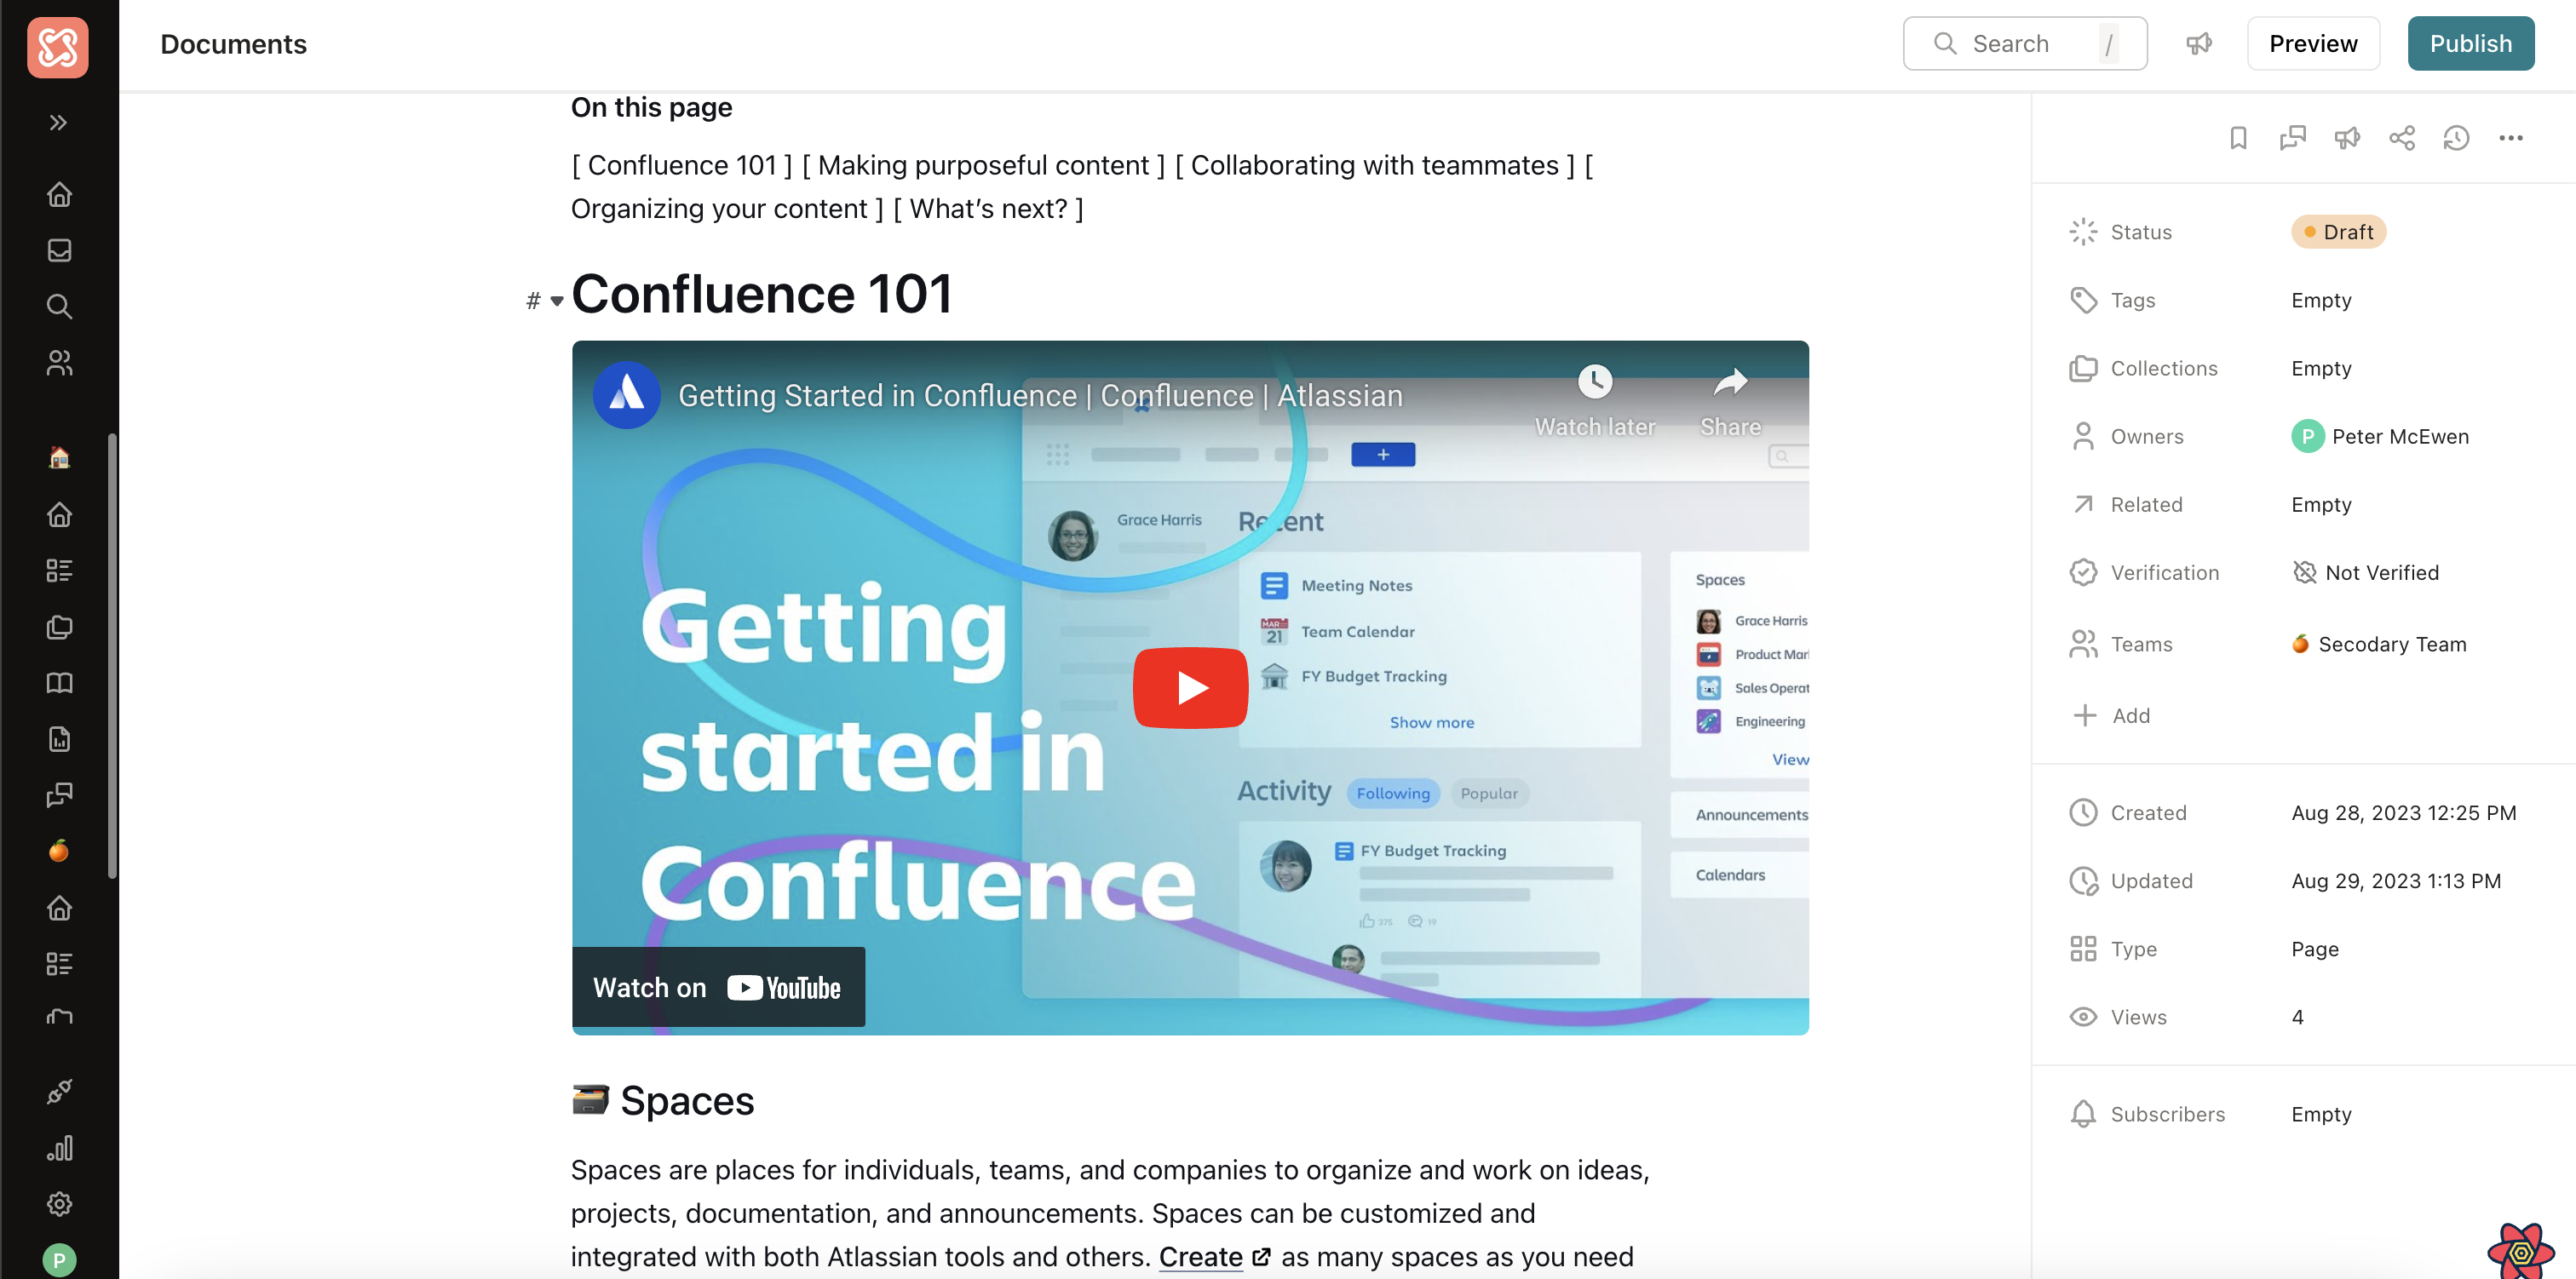 Documents
Search /
Preview
Publish
On this page
[ Confluence 101 ] [ Making purposeful content ] [ Collaborating with teammates ] [
Organizing your content ] [ What's next? ]
# Confluence 101
Getting Started in Confluence | Confluence | Atlassian
Watch later
Share
Grace Harris
Recent
Meeting Notes
MAR 21 Team Calendar
FY Budget Tracking
Show more
Spaces
Grace Harris
Product Mar
Sales Operat
Engineering
View
Activity
Following
Popular
Announcements
Calendars
FY Budget Tracking
375
19
Getting
started in
Confluence
Watch on YouTube
Spaces
Spaces are places for individuals, teams, and companies to organize and work on ideas,
projects, documentation, and announcements. Spaces can be customized and
integrated with both Atlassian tools and others. Create as many spaces as you need
Status Draft
Tags Empty
Collections Empty
Owners P Peter McEwen
Related Empty
Verification Not Verified
Teams Secodary Team
Add
Created Aug 28, 2023 12:25 PM
Updated Aug 29, 2023 1:13 PM
Type Page
Views 4
Subscribers Empty
P